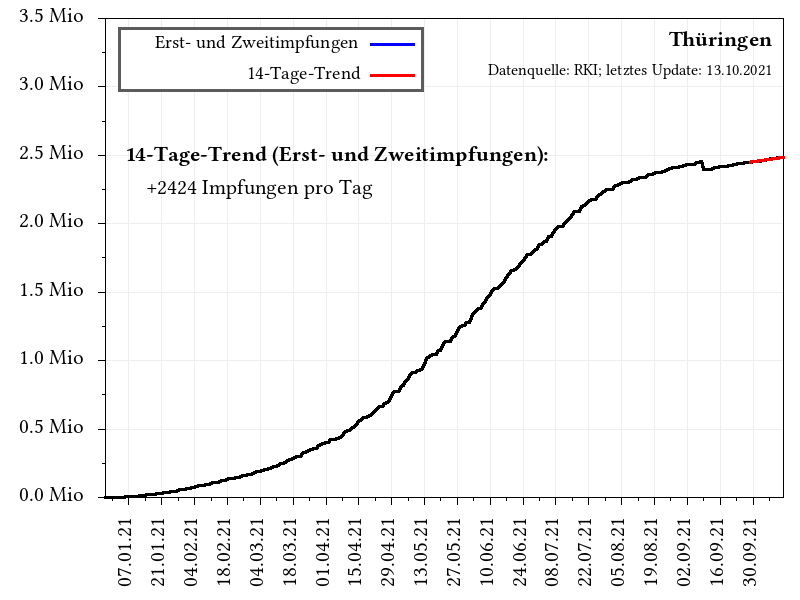 3.5 Mio
Erst- und Zweitimpfungen
14-Tage-Trend
Thüringen
Datenquelle: RKI; letztes Update: 13.10.2021
3.0 Mio
2.5 Mio
14-Tage-Trend (Erst- und Zweitimpfungen):
+2424 Impfungen pro Tag
2.0 Mio
1.5 Mio
1.0 Mio
0.5 Mio
0.0 Mio
07.01.21
21.01.21
04.02.21
18.02.21
04.03.21
18.03.21
01.04.21
15.04.21
29.04.21
13.05.21
27.05.21
10.06.21
24.06.21
08.07.21
22.07.21
05.08.21
19.08.21
02.09.21
16.09.21
30.09.21